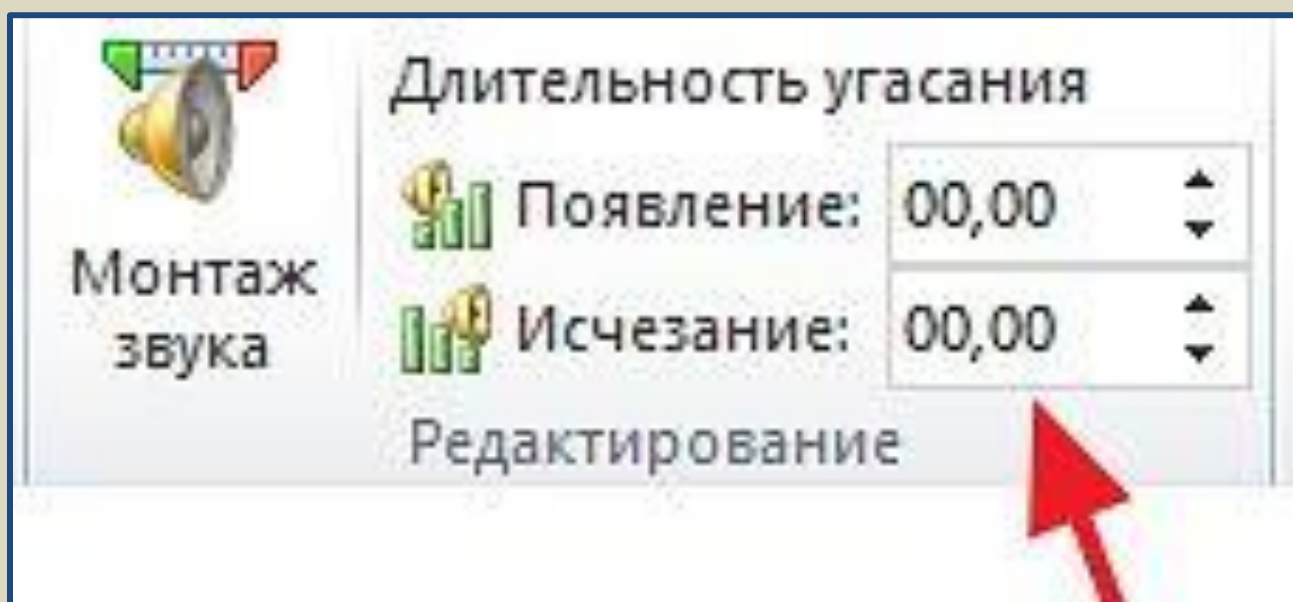 Длительность угасания
Появление: 00,00
Исчезание: 00,00
Монтаж
звука
Редактирование